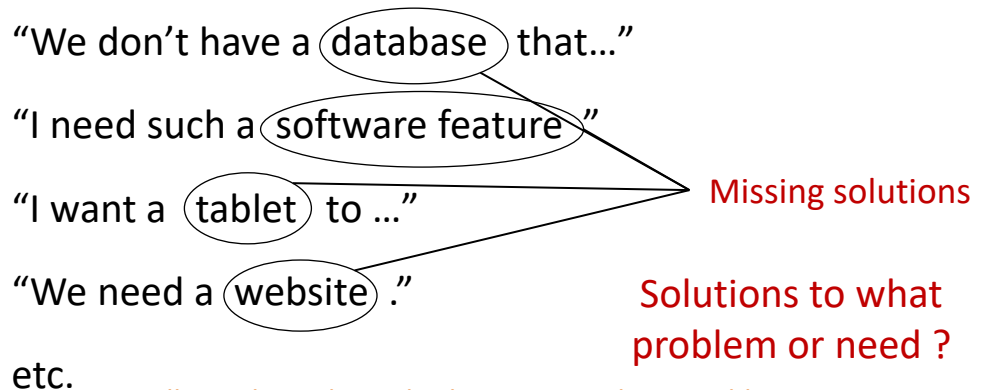 “We don’t have a database that…”
“I need such a software feature ”
“I want a tablet to …”
Missing solutions
“We need a website .”
Solutions to what
problem or need ?
etc.